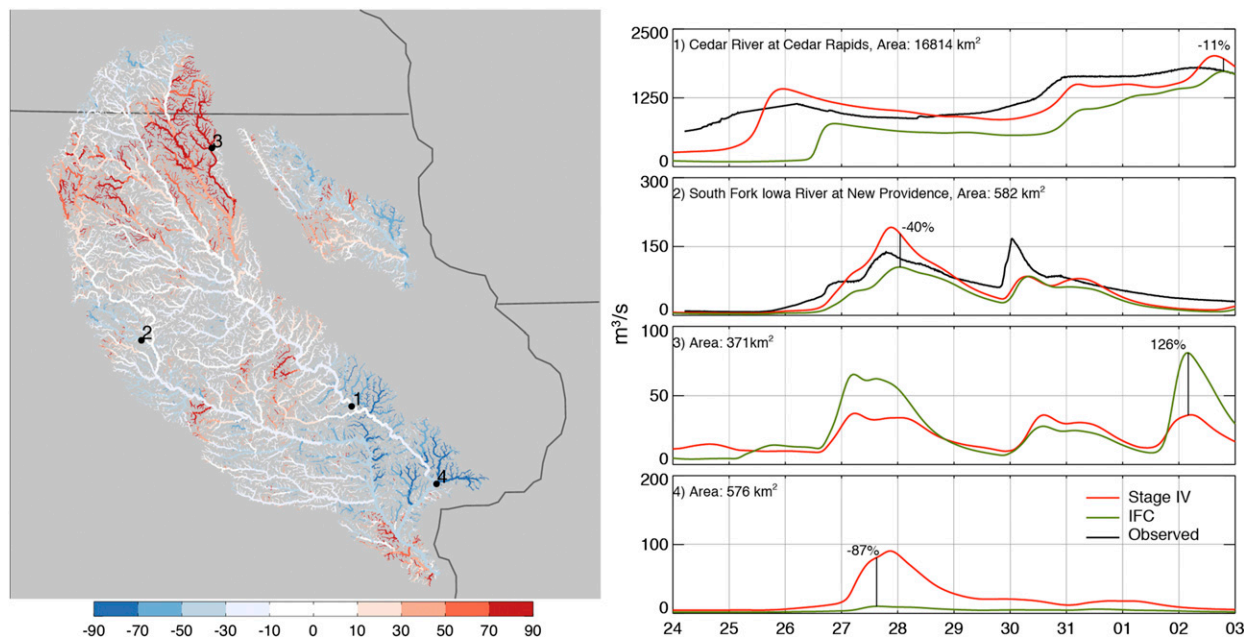 3
2
1
4
-90 -70 -50 -30 -10 0 10 30 50 70 90
m³/s
2500
1250
0
1) Cedar River at Cedar Rapids, Area: 16814 km²
-11%
300
150
0
2) South Fork Iowa River at New Providence, Area: 582 km²
-40%
100
50
0
3) Area: 371km²
126%
200
100
0
4) Area: 576 km²
-87%
Stage IV
IFC
Observed
24 25 26 27 28 29 30 31 01 02 03